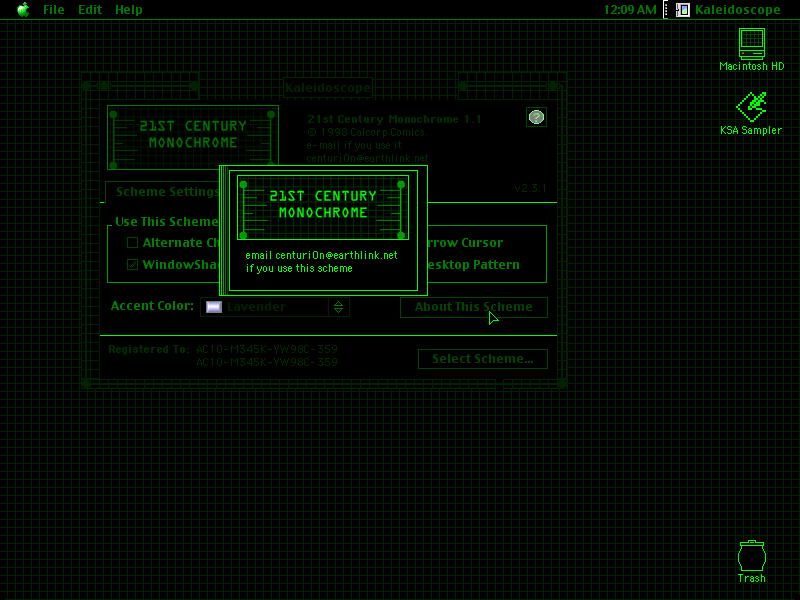 File Edit Help
12:09 AM Kaleidoscope
Macintosh HD
KSA Sampler
Kaleidoscope
21ST CENTURY
MONOCHROME
21st Century Monochrome 1.1
© 1998 Calcorp Comics.
e-mail if you use it
centuri0n@earthlink.net
v2.3.1
Scheme Settings
Use This Scheme
Alternate Ch
WindowSha
rrow Cursor
esktop Pattern
21ST CENTURY
MONOCHROME
email centuri0n@earthlink.net
if you use this scheme
Accent Color: Lavender
About This Scheme
Registered To: AC10-M345K-YW98C-359
AC10-M345K-YW98C-359
Select Scheme...
Trash